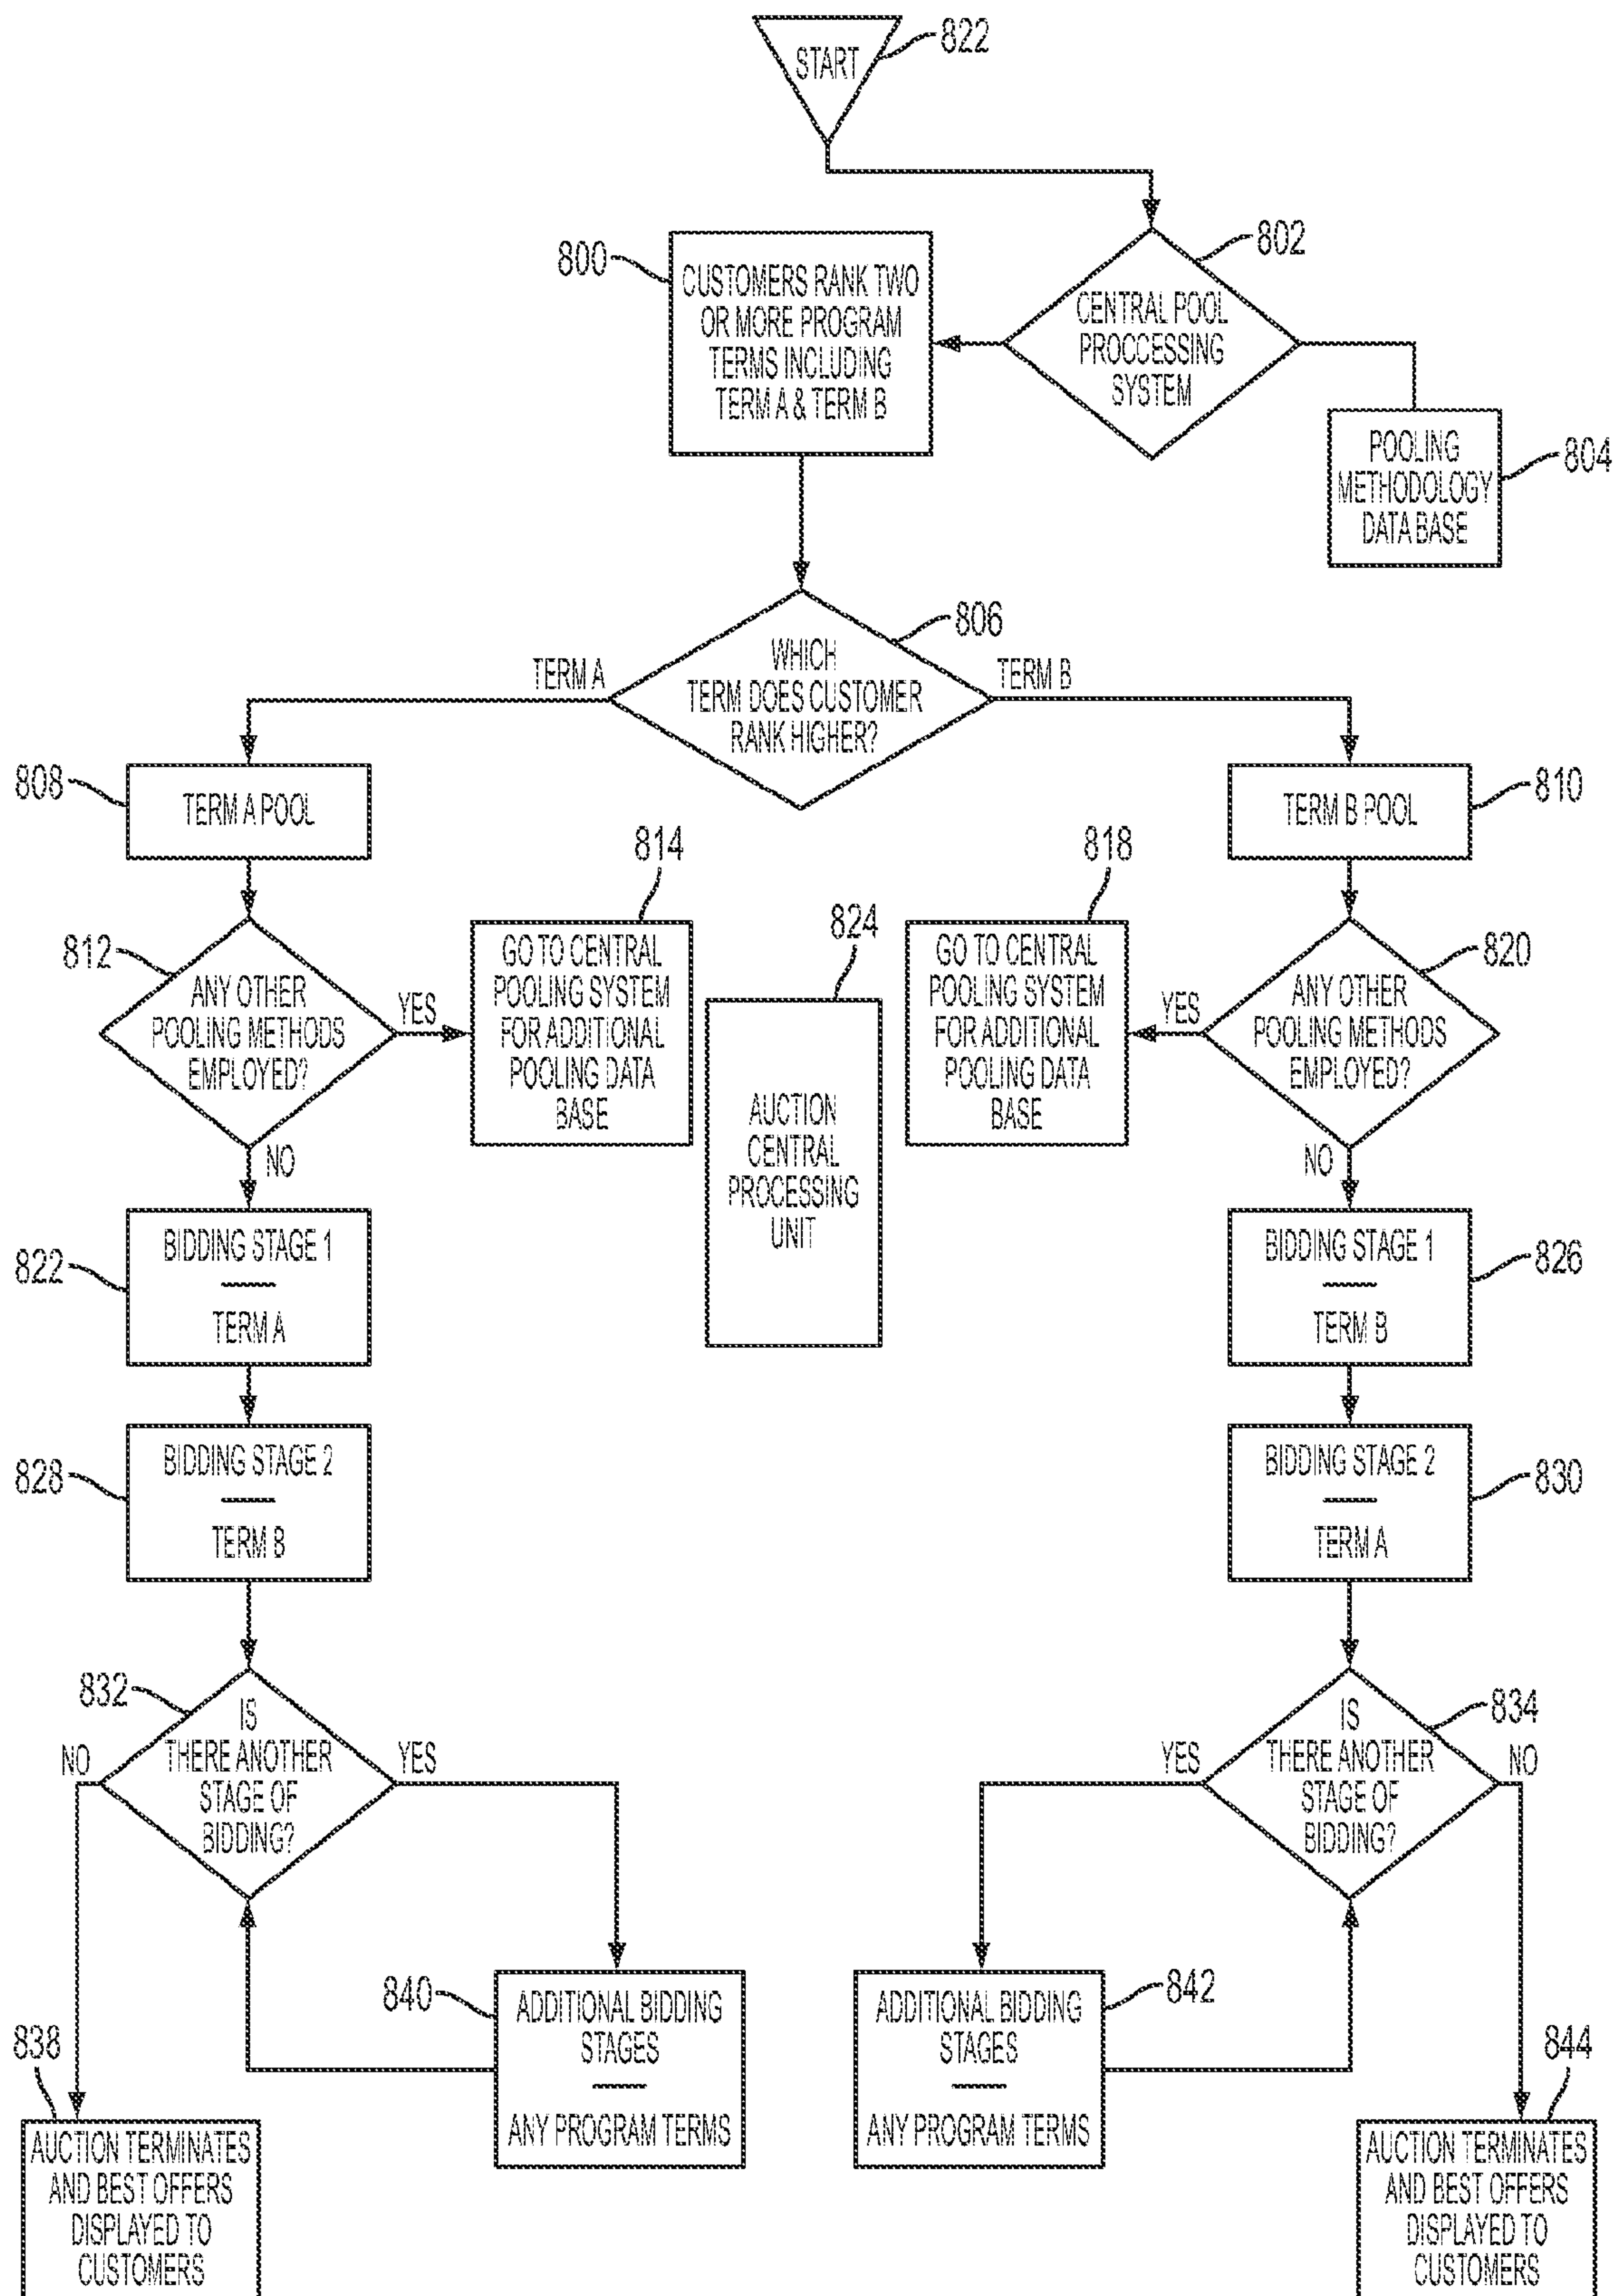 START
822
800
CUSTOMERS RANK TWO
OR MORE PROGRAM
TERMS INCLUDING
TERM A & TERM B
802
CENTRAL POOL
PROCCESSING
SYSTEM
POOLING
METHODOLOGY
DATA BASE
804
806
WHICH
TERM DOES CUSTOMER
RANK HIGHER?
TERM A
TERM B
808
TERM A POOL
TERM B POOL
810
812
ANY OTHER
POOLING METHODS
EMPLOYED?
YES
NO
814
GO TO CENTRAL
POOLING SYSTEM
FOR ADDITIONAL
POOLING DATA
BASE
824
AUCTION
CENTRAL
PROCESSING
UNIT
818
GO TO CENTRAL
POOLING SYSTEM
FOR ADDITIONAL
POOLING DATA
BASE
820
ANY OTHER
POOLING METHODS
EMPLOYED?
YES
NO
822
BIDDING STAGE 1
TERM A
BIDDING STAGE 1
TERM B
826
828
BIDDING STAGE 2
TERM B
BIDDING STAGE 2
TERM A
830
832
IS
THERE ANOTHER
STAGE OF
BIDDING?
NO
YES
834
IS
THERE ANOTHER
STAGE OF
BIDDING?
YES
NO
840
ADDITIONAL BIDDING
STAGES
ANY PROGRAM TERMS
842
ADDITIONAL BIDDING
STAGES
ANY PROGRAM TERMS
838
AUCTION TERMINATES
AND BEST OFFERS
DISPLAYED TO
CUSTOMERS
844
AUCTION TERMINATES
AND BEST OFFERS
DISPLAYED TO
CUSTOMERS